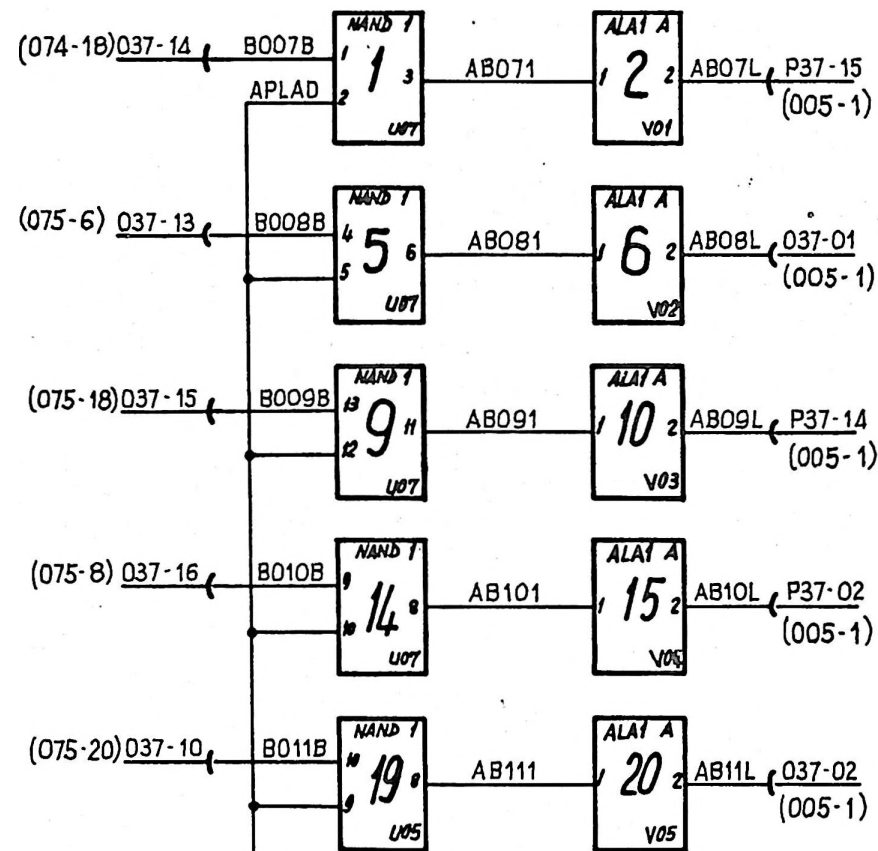 NAND 1 ALA1 A
(074-18) 037-14 B007B 1 1 3 AB071 1 2 2 AB07L P37-15
APLAD 2 (005-1)
U07 V01
NAND 1 ALA1 A
(075-6) 037-13 B008B 4 5 6 AB081 1 6 2 AB08L 037-01
5 (005-1)
U07 V02
NAND 1 ALA1 A
(075-18) 037-15 B009B 13 9 11 AB091 1 10 2 AB09L P37-14
12 (005-1)
U07 V03
NAND 1 ALA1 A
(075-8) 037-16 B010B 9 14 8 AB101 1 15 2 AB10L P37-02
10 (005-1)
U07
NAND 1 ALA1 A
(075-20) 037-10 B011B 10 19 8 AB111 1 20 2 AB11L 037-02
9 (005-1)
U05 V05